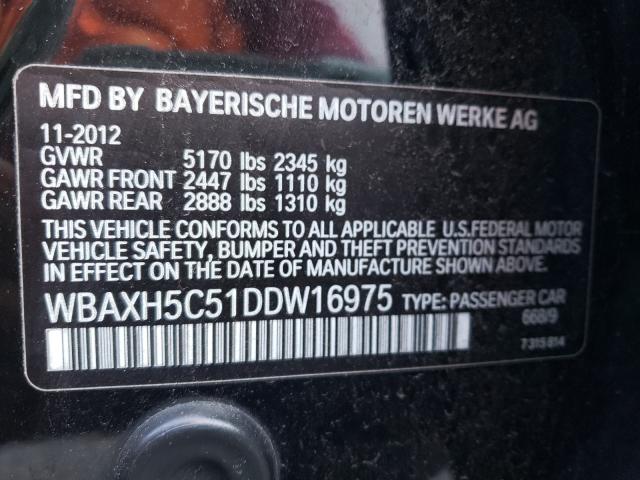 MFD BY BAYERISCHE MOTOREN WERKE AG
11-2012
GVWR 5170 lbs 2345 kg
GAWR FRONT 2447 lbs 1110 kg
GAWR REAR 2888 lbs 1310 kg
THIS VEHICLE CONFORMS TO ALL APPLICABLE U.S.FEDERAL MOTOR
VEHICLE SAFETY, BUMPER AND THEFT PREVENTION STANDARDS
IN EFFECT ON THE DATE OF MANUFACTURE SHOWN ABOVE.
WBAXH5C51DDW16975 TYPE: PASSENGER CAR
668/9
7 315 814